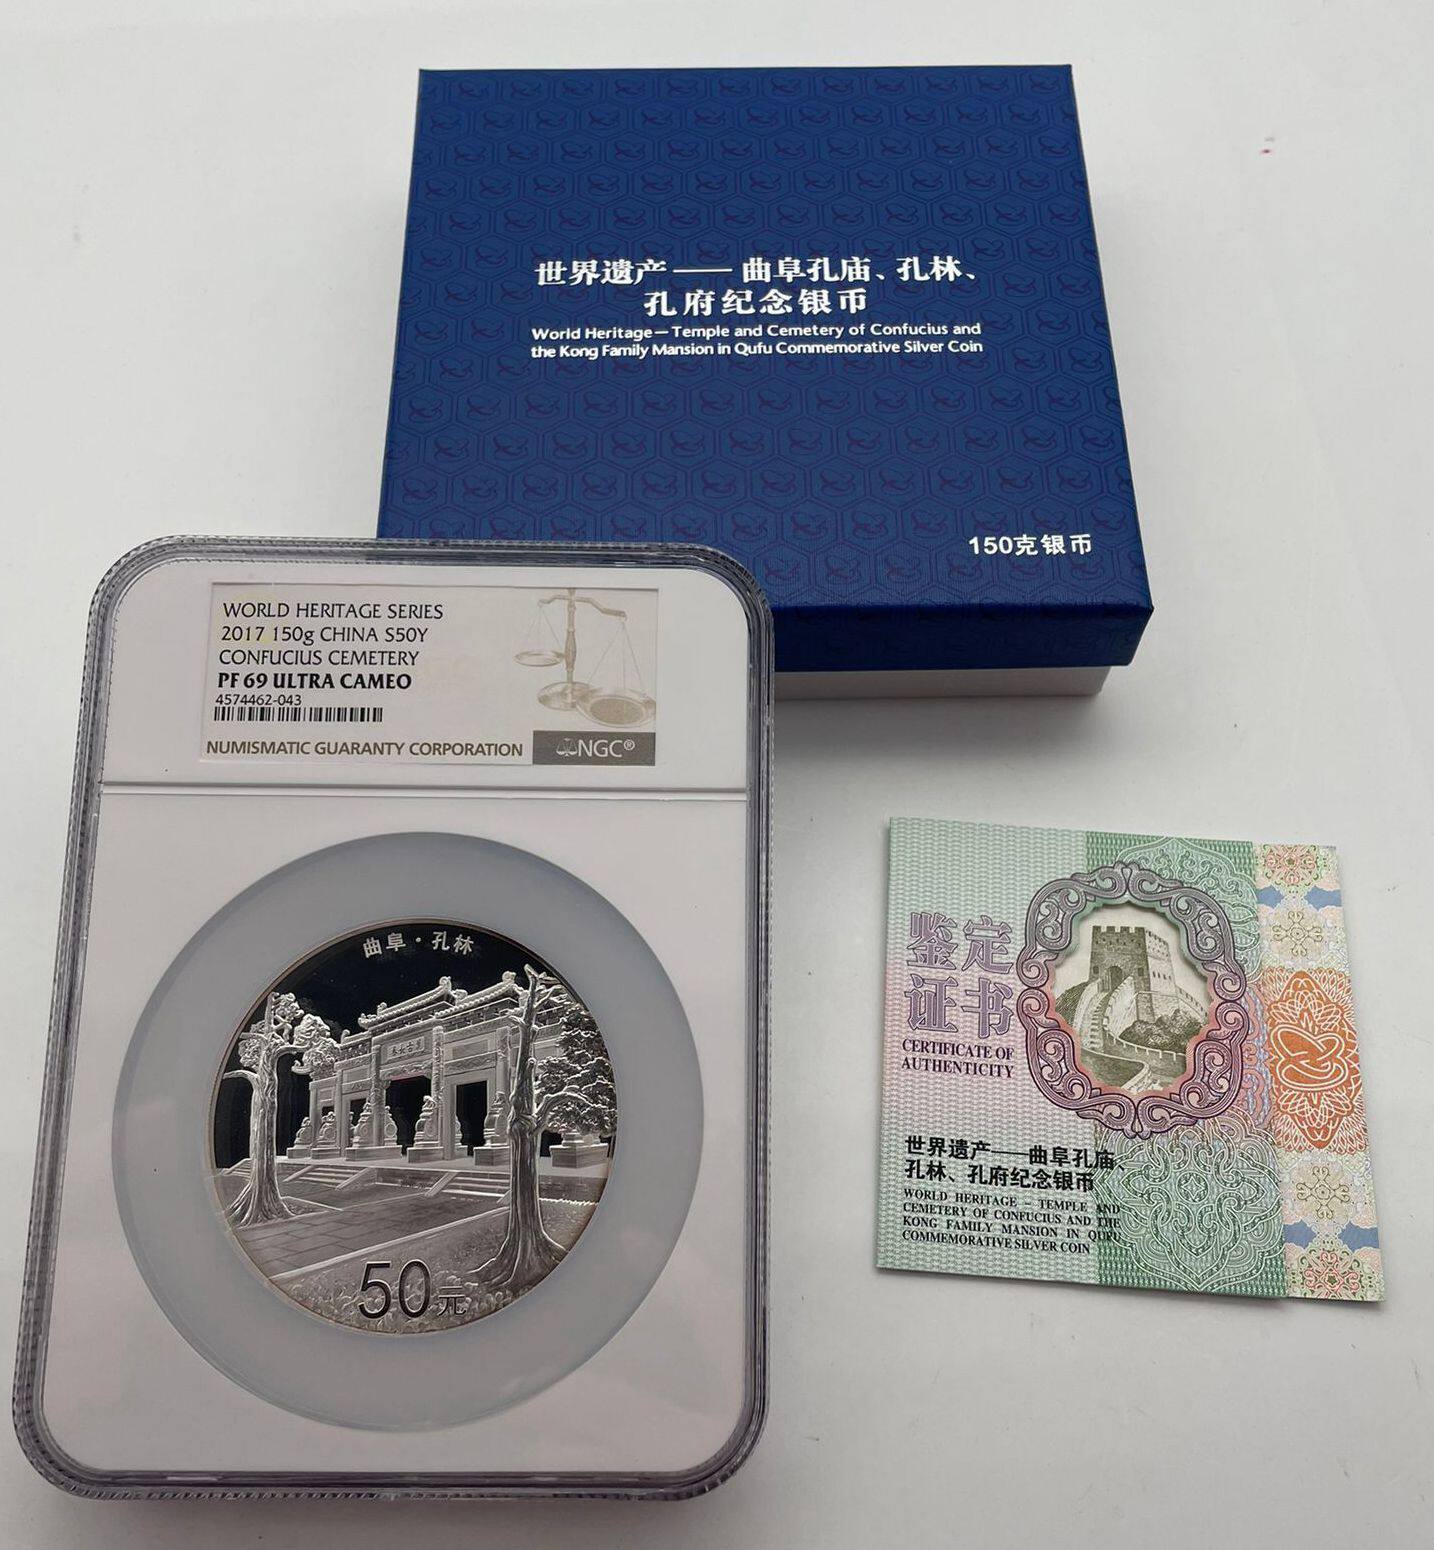 世界遗产——曲阜孔庙、孔林、
孔府纪念银币
World Heritage—Temple and Cemetery of Confucius and
the Kong Family Mansion in Qufu Commemorative Silver Coin
150克银币
WORLD HERITAGE SERIES
2017 150g CHINA S50Y
CONFUCIUS CEMETERY
PF 69 ULTRA CAMEO
4574462-043
NUMISMATIC GUARANTY CORPORATION
NGC®
曲阜·孔林
50元
鉴定
证书
CERTIFICATE OF
AUTHENTICITY
世界遗产——曲阜孔庙、
孔林、孔府纪念银币
WORLD HERITAGE—TEMPLE AND
CEMETERY OF CONFUCIUS AND THE
KONG FAMILY MANSION IN QUFU
COMMEMORATIVE SILVER COIN